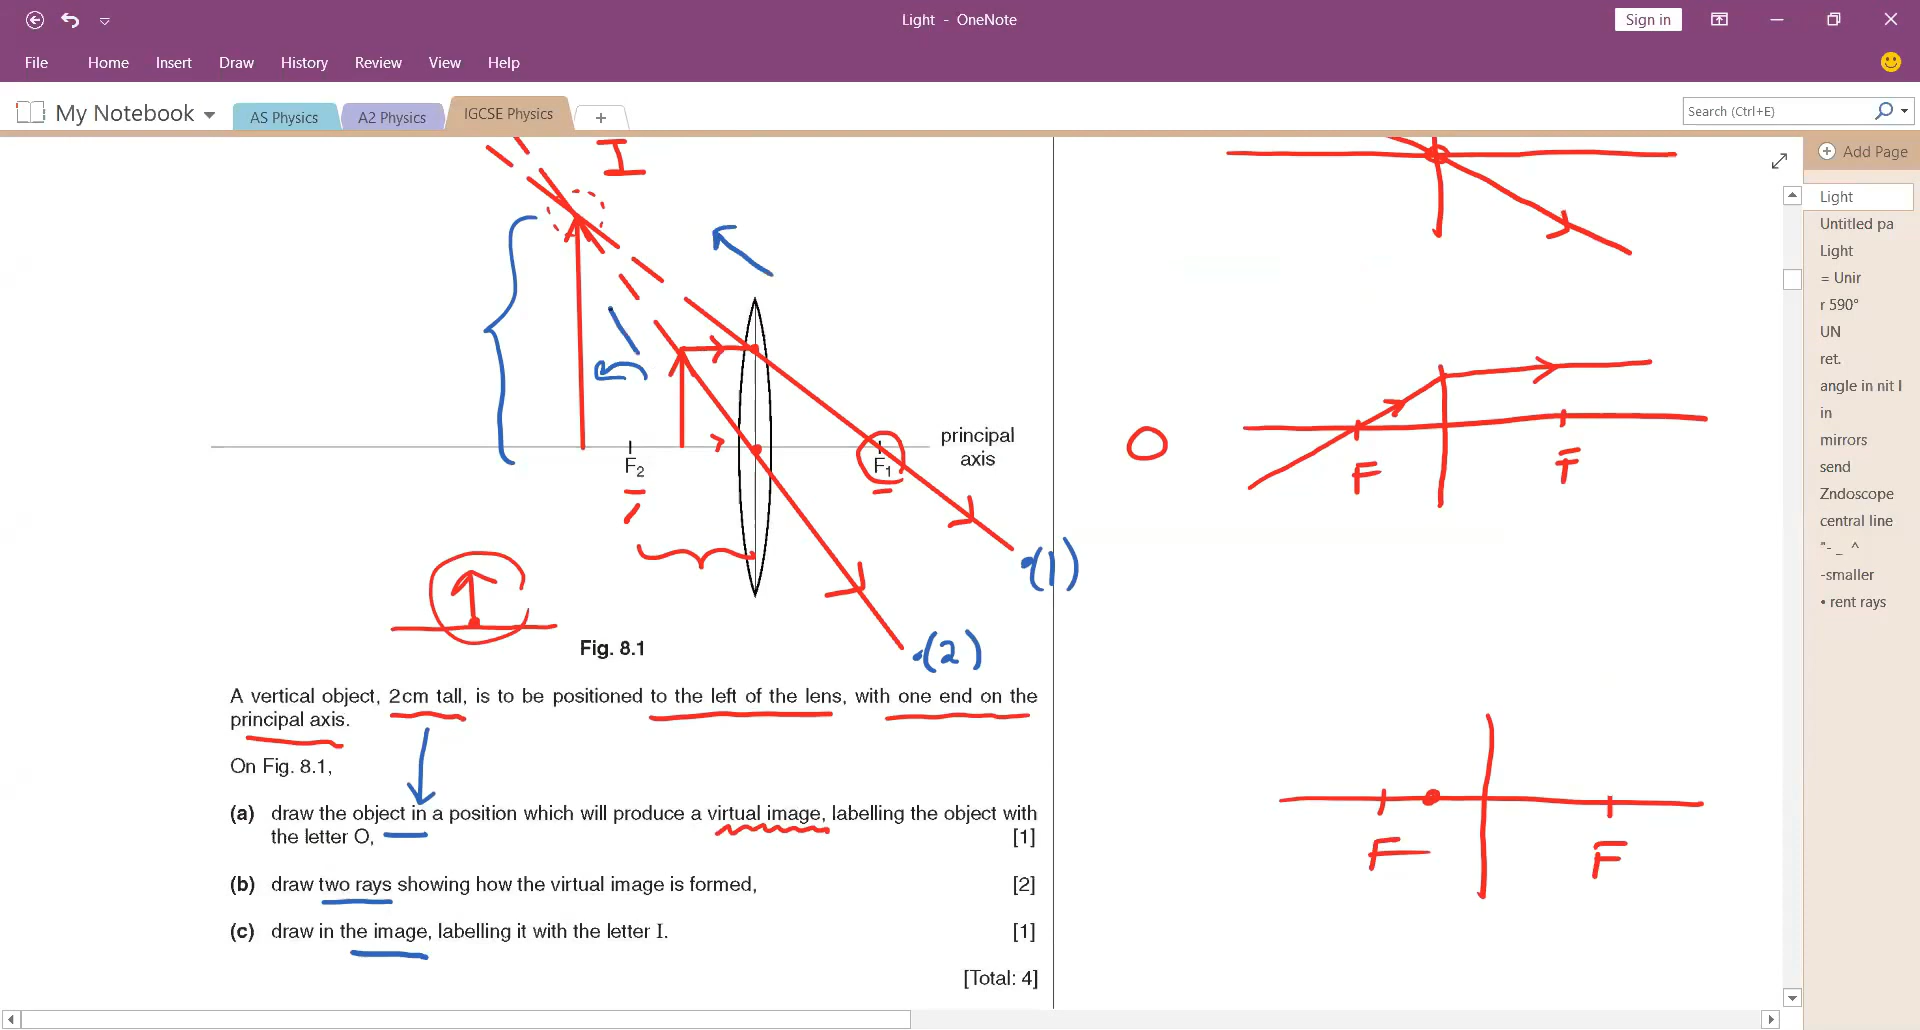 Light - OneNote
Sign in
File Home Insert Draw History Review View Help
My Notebook
AS Physics A2 Physics IGCSE Physics +
Search (Ctrl+E)
Add Page
Light
Untitled pa
Light
= Unir
r 590°
UN
ret.
angle in nit I
in
mirrors
send
Zndoscope
central line
"- _ ^
-smaller
• rent rays
I
principal
axis
F2
F1
(1)
(2)
Fig. 8.1
A vertical object, 2cm tall, is to be positioned to the left of the lens, with one end on the
principal axis.
On Fig. 8.1,
(a) draw the object in a position which will produce a virtual image, labelling the object with
the letter O, [1]
(b) draw two rays showing how the virtual image is formed, [2]
(c) draw in the image, labelling it with the letter I. [1]
[Total: 4]
O
F F
F F